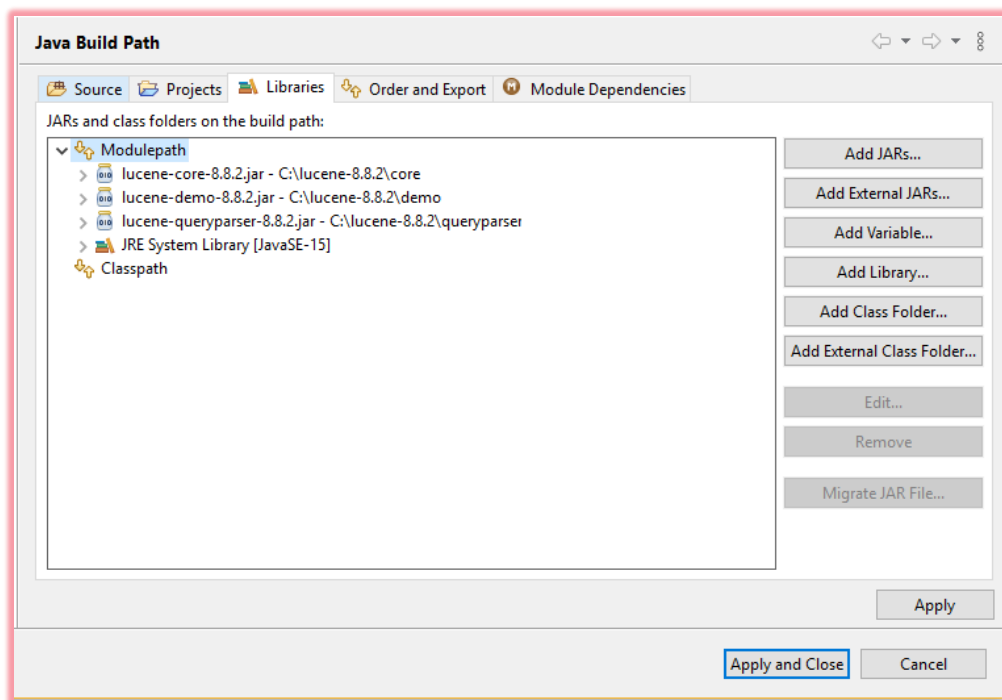 Java Build Path
Source Projects Libraries Order and Export Module Dependencies
JARs and class folders on the build path:
Modulepath
lucene-core-8.8.2.jar - C:\lucene-8.8.2\core
lucene-demo-8.8.2.jar - C:\lucene-8.8.2\demo
lucene-queryparser-8.8.2.jar - C:\lucene-8.8.2\queryparser
JRE System Library [JavaSE-15]
Classpath
Add JARs...
Add External JARs...
Add Variable...
Add Library...
Add Class Folder...
Add External Class Folder...
Edit...
Remove
Migrate JAR File...
Apply
Apply and Close Cancel